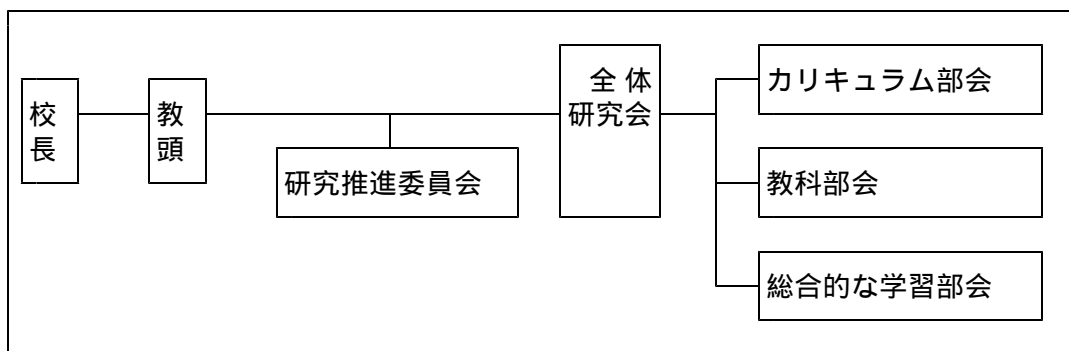 校
長
教
頭
研究推進委員会
全 体
研究会
カリキュラム部会
教科部会
総合的な学習部会